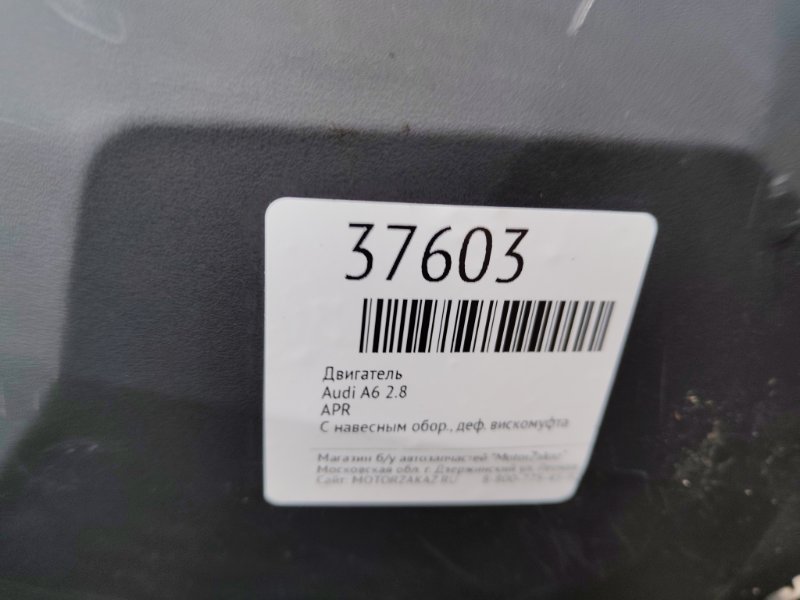 37603
Двигатель
Audi A6 2.8
APR
С навесным обор., деф. вискомуфта
Магазин б/у автозапчастей "MotorZakaz"
Московская обл. г. Дзержинский ул.
Сайт: MOTORZAKAZ.RU